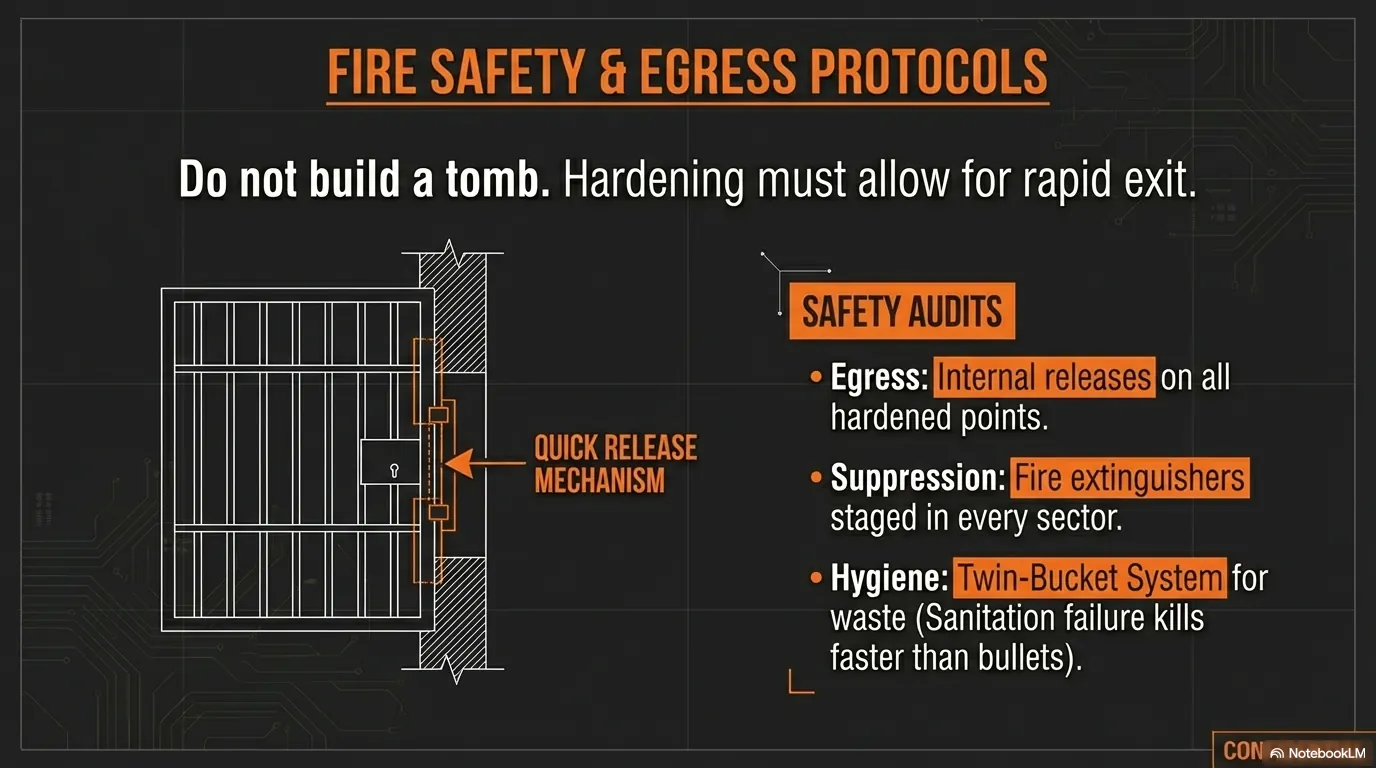 FIRE SAFETY & EGRESS PROTOCOLS
Do not build a tomb. Hardening must allow for rapid exit.
QUICK RELEASE
MECHANISM
SAFETY AUDITS
• Egress: Internal releases on all
hardened points.
• Suppression: Fire extinguishers
staged in every sector.
• Hygiene: Twin-Bucket System for
waste (Sanitation failure kills
faster than bullets).
NotebookLM